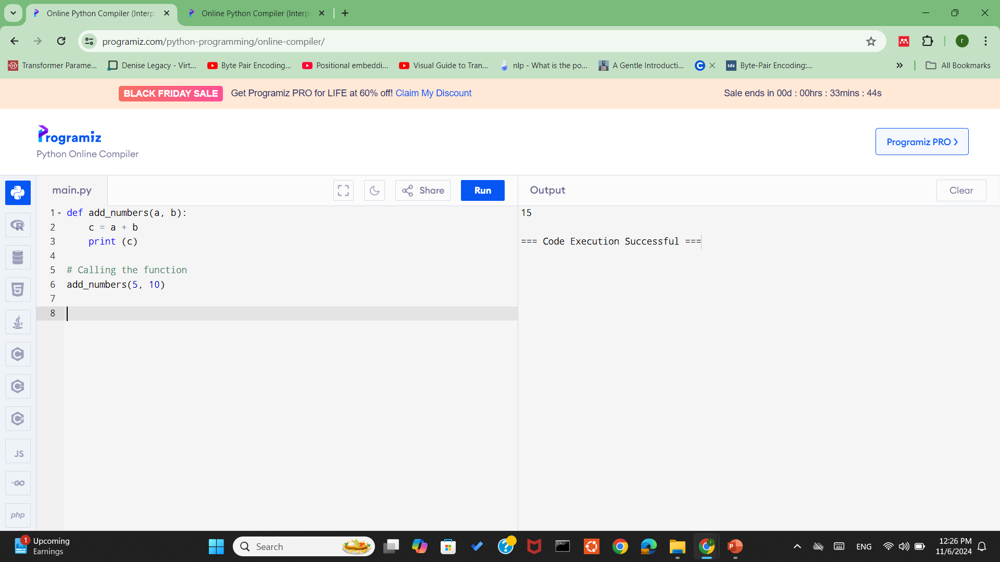 Online Python Compiler (Interp
Online Python Compiler (Interp
programiz.com/python-programming/online-compiler/
r
NMT Transformer Parame...
Denise Legacy - Virt...
Byte Pair Encoding...
Positional embeddi...
Visual Guide to Tran...
nlp - What is the po...
A Gentle Introducti...
C
tds Byte-Pair Encoding:...
All Bookmarks
BLACK FRIDAY SALE Get Programiz PRO for LIFE at 60% off! Claim My Discount
Sale ends in 00d : 00hrs : 33mins : 44s
Programiz
Python Online Compiler
Programiz PRO
main.py
Share
Run
Output
Clear
1 def add_numbers(a, b):
2     c = a + b
3     print (c)
4
5 # Calling the function
6 add_numbers(5, 10)
7
8
15
=== Code Execution Successful ===
R
5
C
C
C
JS
GO
php
1
Upcoming
Earnings
Search
r
P
ENG
12:26 PM
11/6/2024